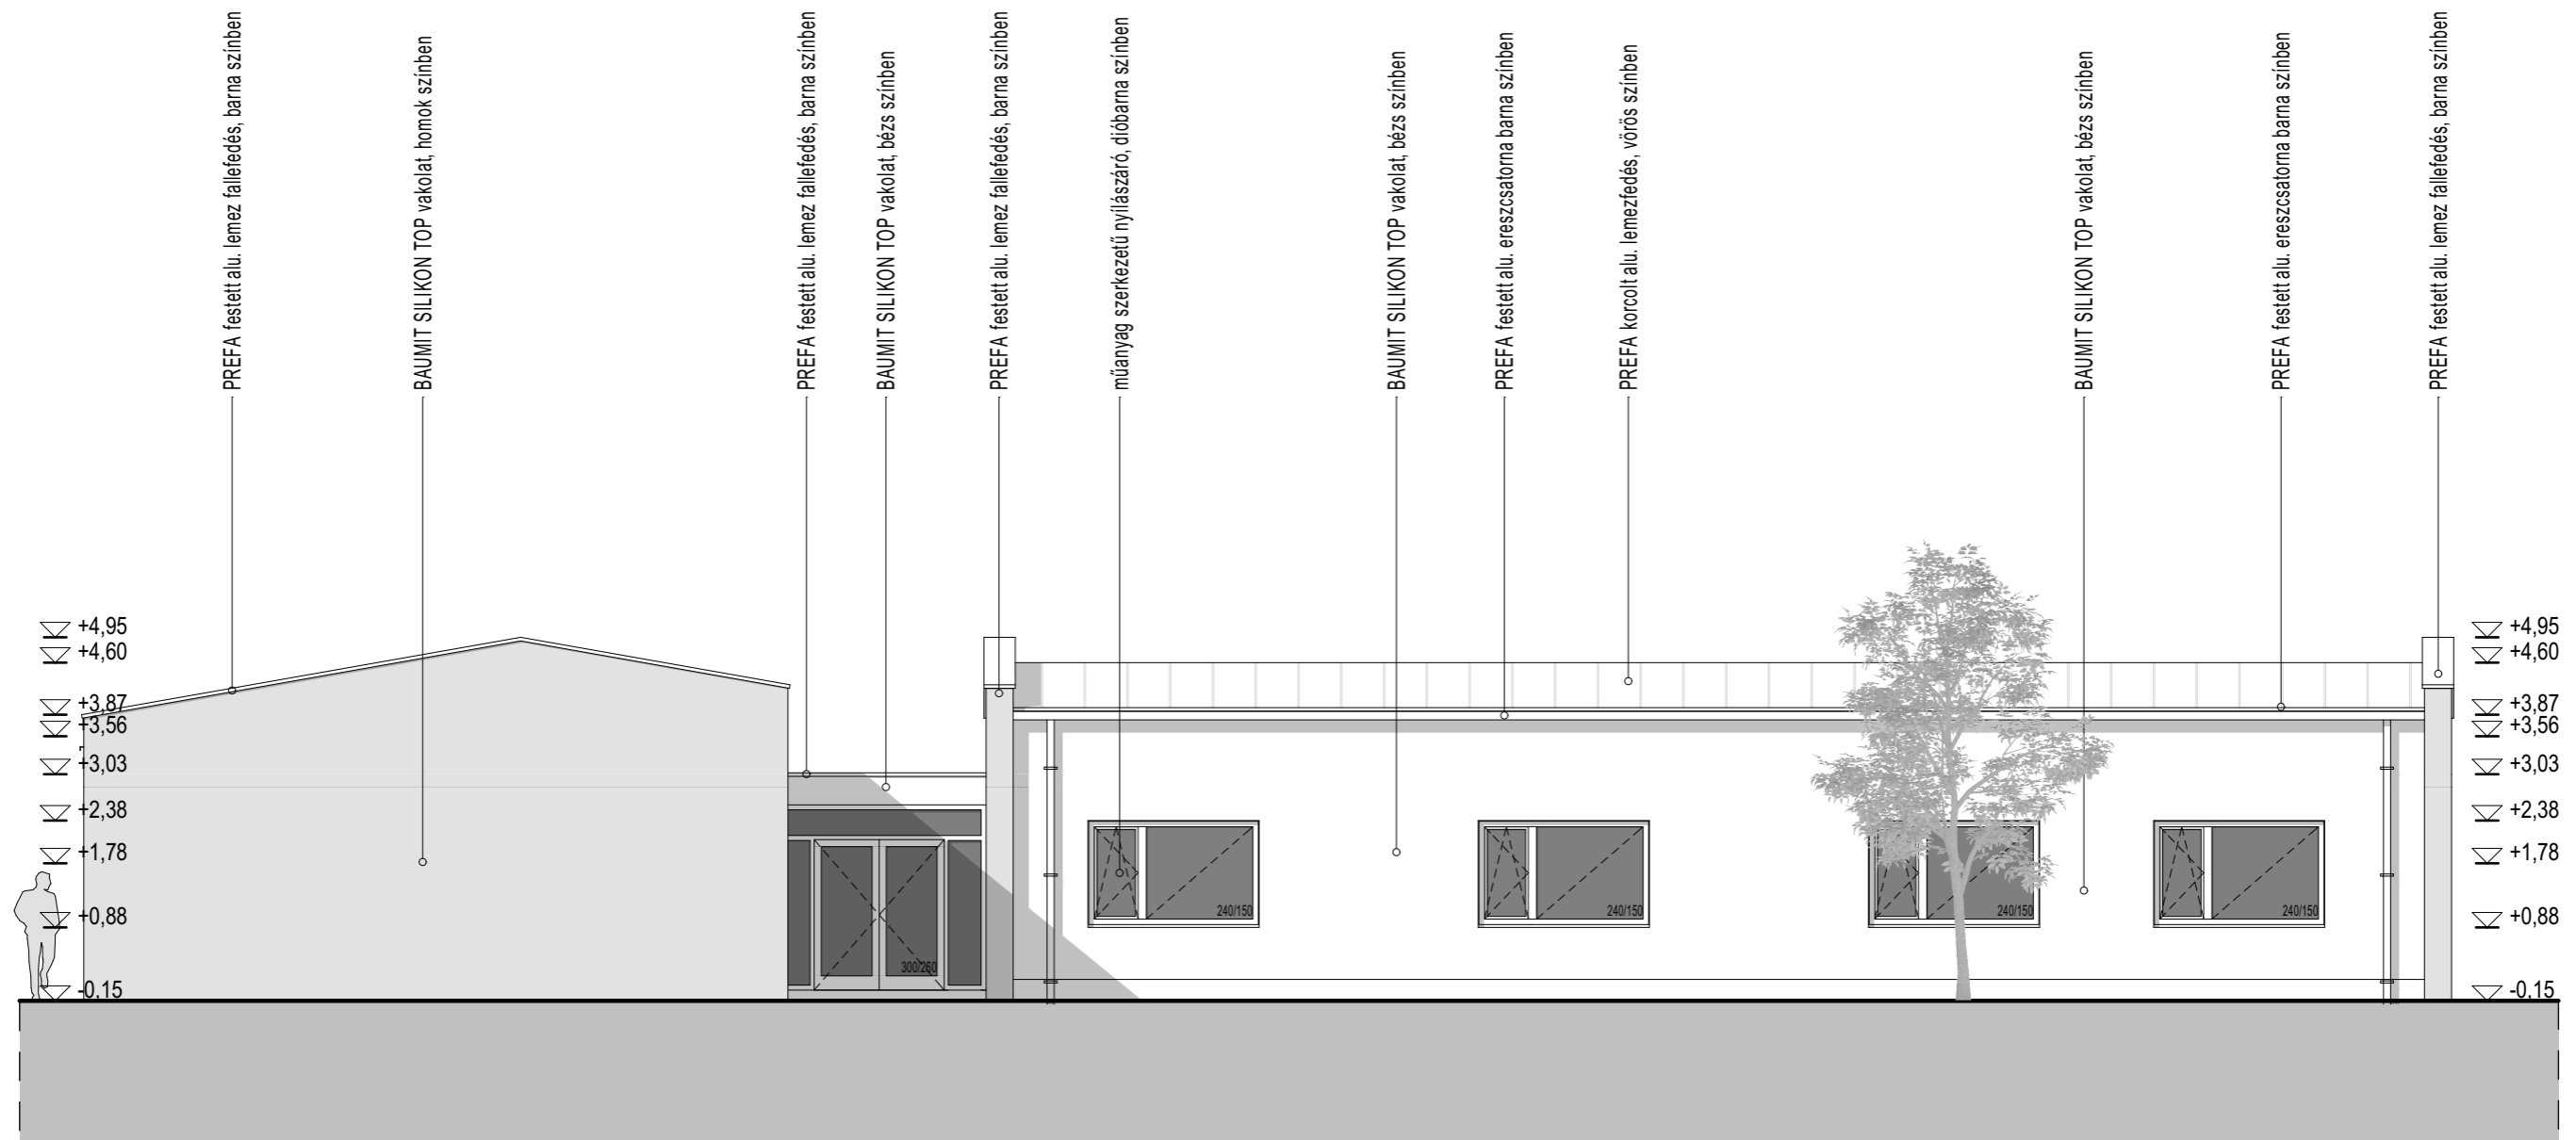 PREFA festett alu. lemez fallefedés, barna színben
BAUMIT SILIKON TOP vakolat, homok színben
PREFA festett alu. lemez fallefedés, barna színben
BAUMIT SILIKON TOP vakolat, bézs színben
PREFA festett alu. lemez fallefedés, barna színben
műanyag szerkezetű nyílászáró, dióbarna színben
BAUMIT SILIKON TOP vakolat, bézs színben
PREFA festett alu. ereszcsatorna barna színben
PREFA korcolt alu. lemezfedés, vörös színben
BAUMIT SILIKON TOP vakolat, bézs színben
PREFA festett alu. ereszcsatorna barna színben
PREFA festett alu. lemez fallefedés, barna színben
+4,95
+4,60
+3,87
+3,56
+3,03
+2,38
+1,78
+0,88
-0,15
300/260
240/150
240/150
240/150
240/150
+4,95
+4,60
+3,87
+3,56
+3,03
+2,38
+1,78
+0,88
-0,15